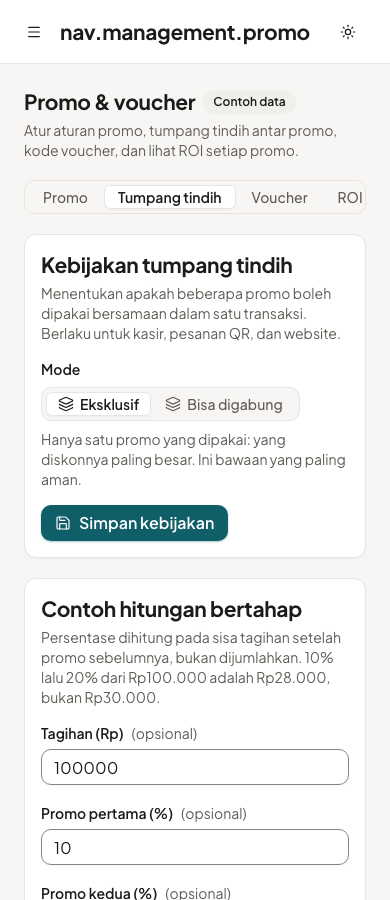 nav.management.promo
Promo & voucher Contoh data
Atur aturan promo, tumpang tindih antar promo,
kode voucher, dan lihat ROI setiap promo.
Promo Tumpang tindih Voucher ROI
Kebijakan tumpang tindih
Menentukan apakah beberapa promo boleh
dipakai bersamaan dalam satu transaksi.
Berlaku untuk kasir, pesanan QR, dan website.
Mode
Eksklusif Bisa digabung
Hanya satu promo yang dipakai: yang
diskonnya paling besar. Ini bawaan yang paling
aman.
Simpan kebijakan
Contoh hitungan bertahap
Persentase dihitung pada sisa tagihan setelah
promo sebelumnya, bukan dijumlahkan. 10%
lalu 20% dari Rp100.000 adalah Rp28.000,
bukan Rp30.000.
Tagihan (Rp) (opsional)
100000
Promo pertama (%) (opsional)
10
Promo kedua (%) (opsional)